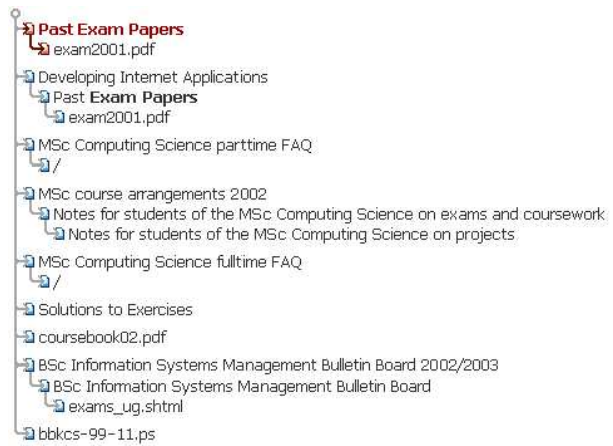 Past Exam Papers
exam2001.pdf
Developing Internet Applications
Past Exam Papers
exam2001.pdf
MSc Computing Science parttime FAQ
/
MSc course arrangements 2002
Notes for students of the MSc Computing Science on exams and coursework
Notes for students of the MSc Computing Science on projects
MSc Computing Science fulltime FAQ
/
Solutions to Exercises
coursebook02.pdf
BSc Information Systems Management Bulletin Board 2002/2003
BSc Information Systems Management Bulletin Board
exams_ug.shtml
bbkcs-99-11.ps